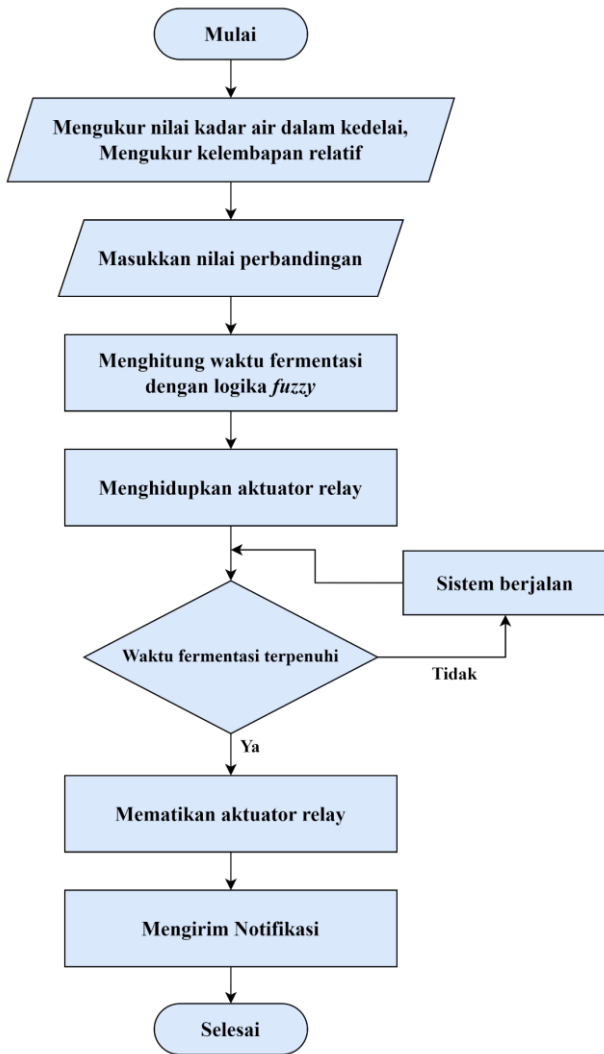 Mulai
Mengukur nilai kadar air dalam kedelai,
Mengukur kelembapan relatif
Masukkan nilai perbandingan
Menghitung waktu fermentasi
dengan logika fuzzy
Menghidupkan aktuator relay
Sistem berjalan
Waktu fermentasi terpenuhi
Tidak
Ya
Mematikan aktuator relay
Mengirim Notifikasi
Selesai